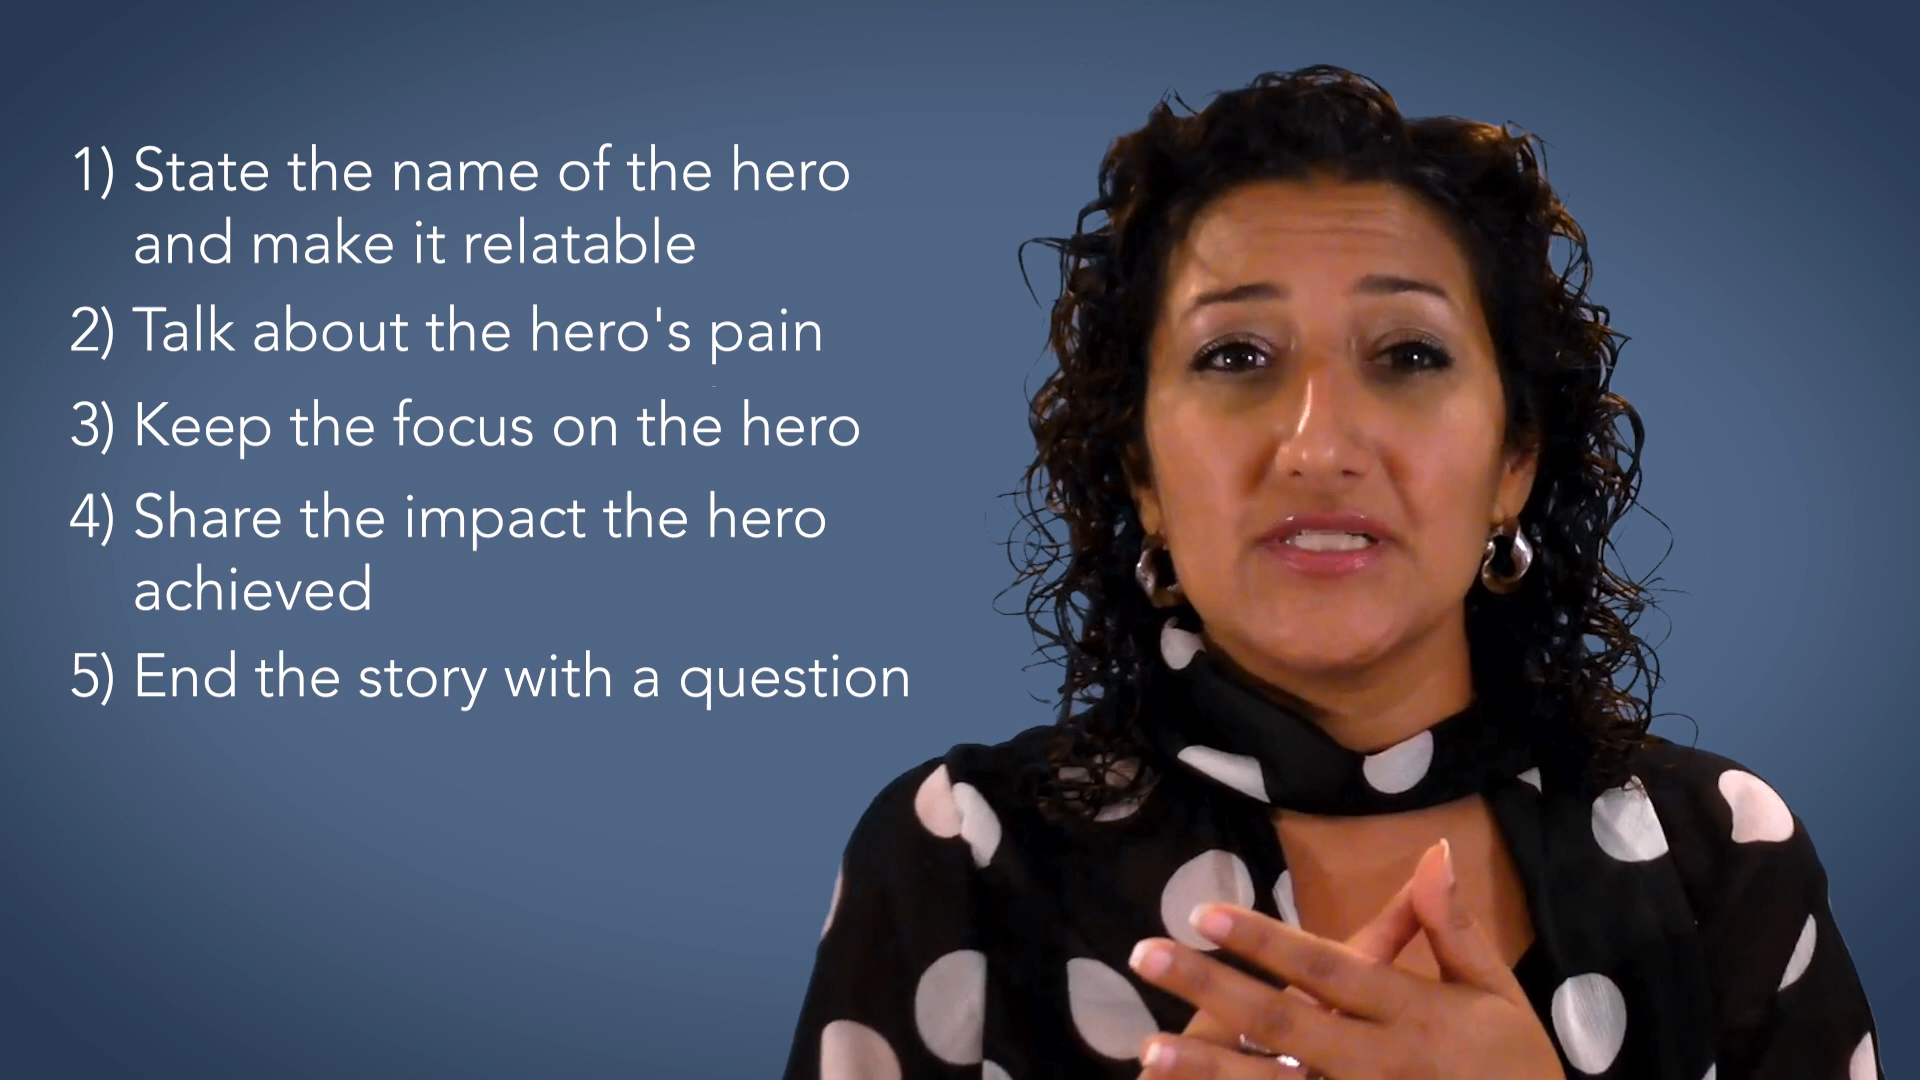 1) State the name of the hero
and make it relatable
2) Talk about the hero's pain
3) Keep the focus on the hero
4) Share the impact the hero
achieved
5) End the story with a question